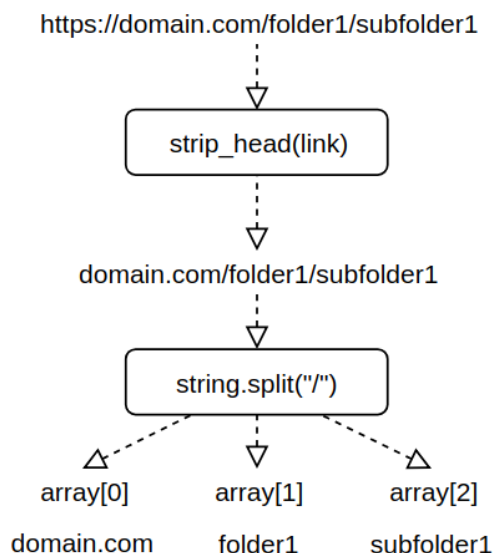 https://domain.com/folder1/subfolder1
strip_head(link)
domain.com/folder1/subfolder1
string.split("/")
array[0] array[1] array[2]
domain.com folder1 subfolder1